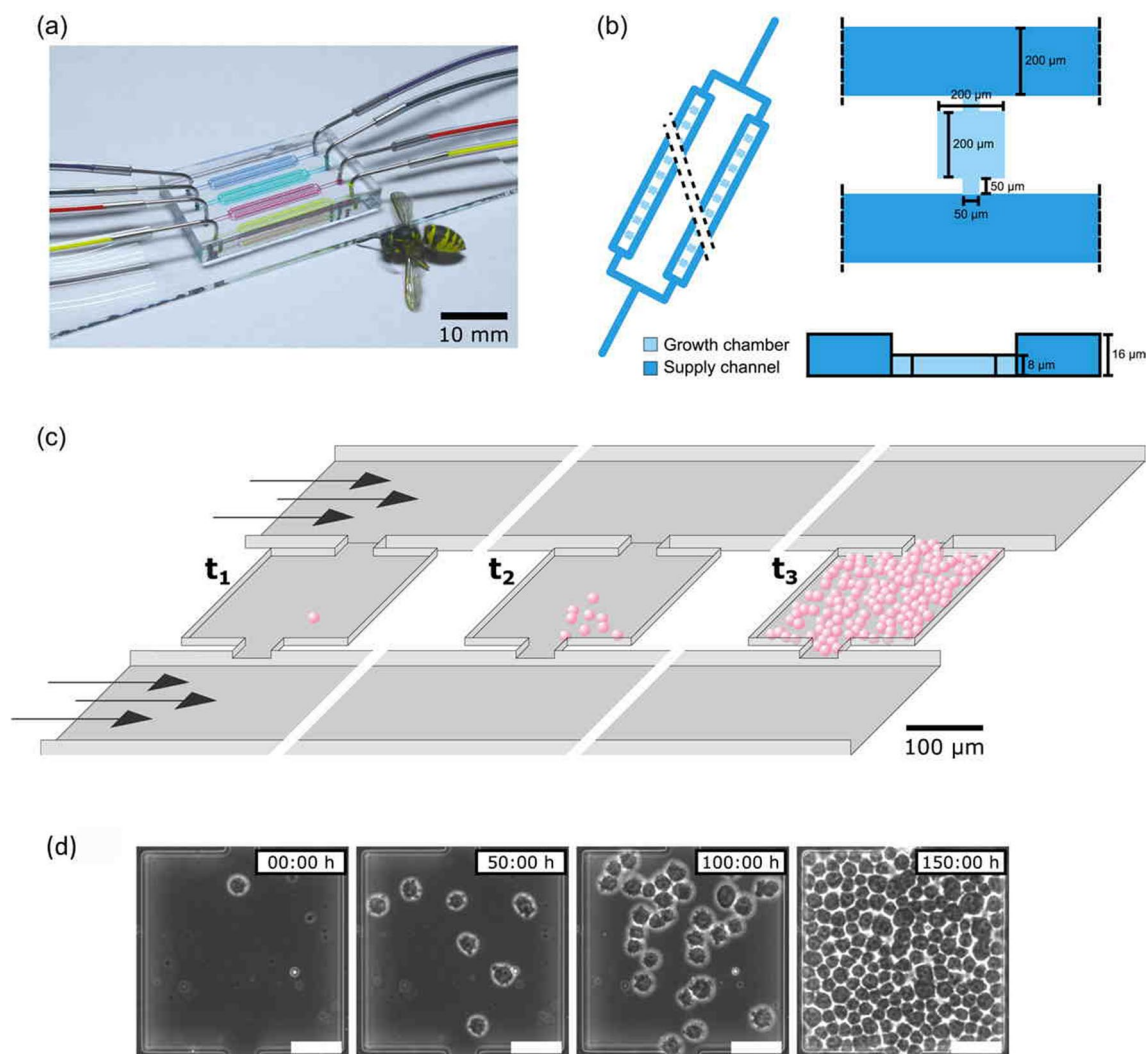 (a)
10 mm
(b)
200 µm
200 µm
200 µm
50 µm
50 µm
Growth chamber
Supply channel
16 µm
8 µm
(c)
t1
t2
t3
100 µm
(d)
00:00 h
50:00 h
100:00 h
150:00 h